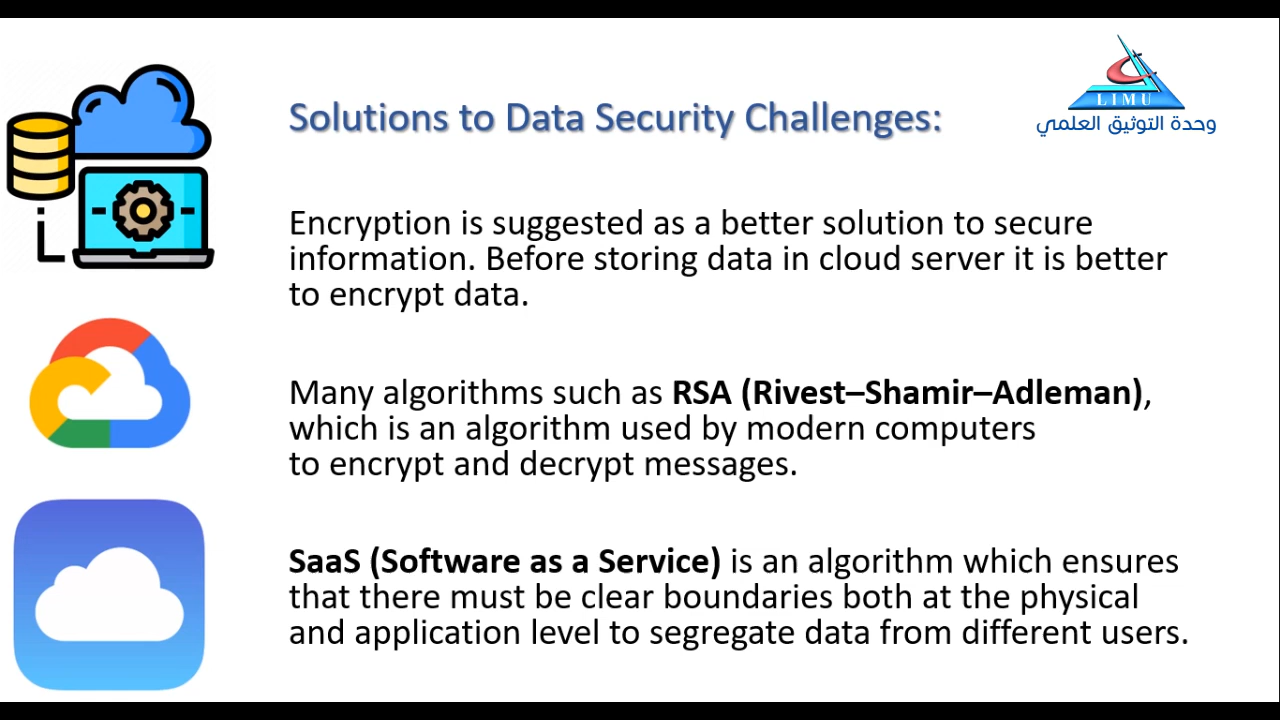 Solutions to Data Security Challenges:
LIMU
وحدة التوثيق العلمي
Encryption is suggested as a better solution to secure
information. Before storing data in cloud server it is better
to encrypt data.
Many algorithms such as RSA (Rivest–Shamir–Adleman),
which is an algorithm used by modern computers
to encrypt and decrypt messages.
SaaS (Software as a Service) is an algorithm which ensures
that there must be clear boundaries both at the physical
and application level to segregate data from different users.